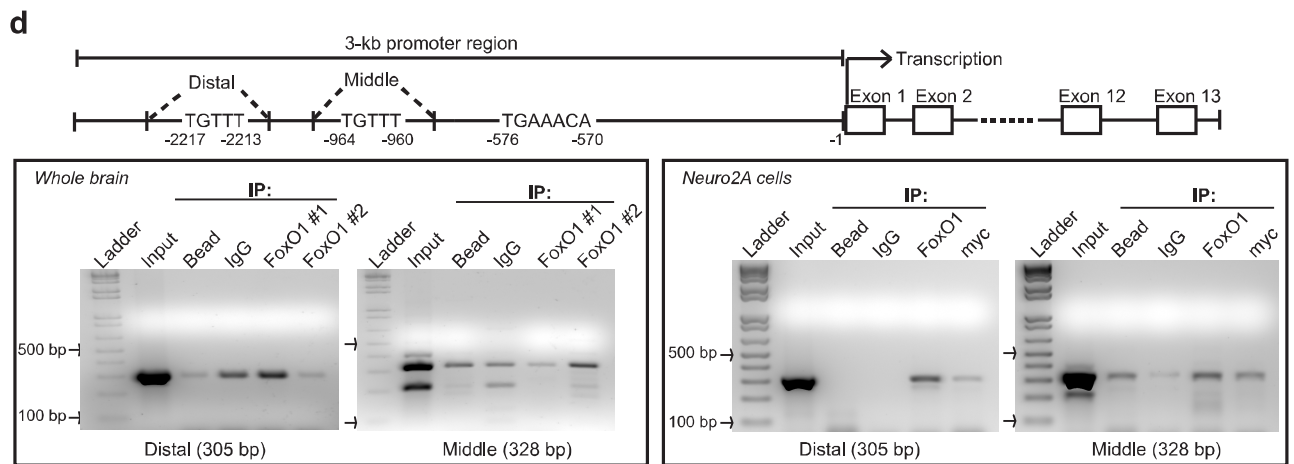 d
3-kb promoter region
Transcription
Distal
Middle
Exon 1
Exon 2
Exon 12
Exon 13
TGTTT
TGTTT
TGAAACA
-2217
-2213
-964
-960
-576
-570
-1
Whole brain
IP:
IP:
Ladder
Input
Bead
IgG
FoxO1 #1
FoxO1 #2
Ladder
Input
Bead
IgG
FoxO1 #1
FoxO1 #2
500 bp
100 bp
Distal (305 bp)
Middle (328 bp)
Neuro2A cells
IP:
IP:
Ladder
Input
Bead
IgG
FoxO1
myc
Ladder
Input
Bead
IgG
FoxO1
myc
500 bp
100 bp
Distal (305 bp)
Middle (328 bp)